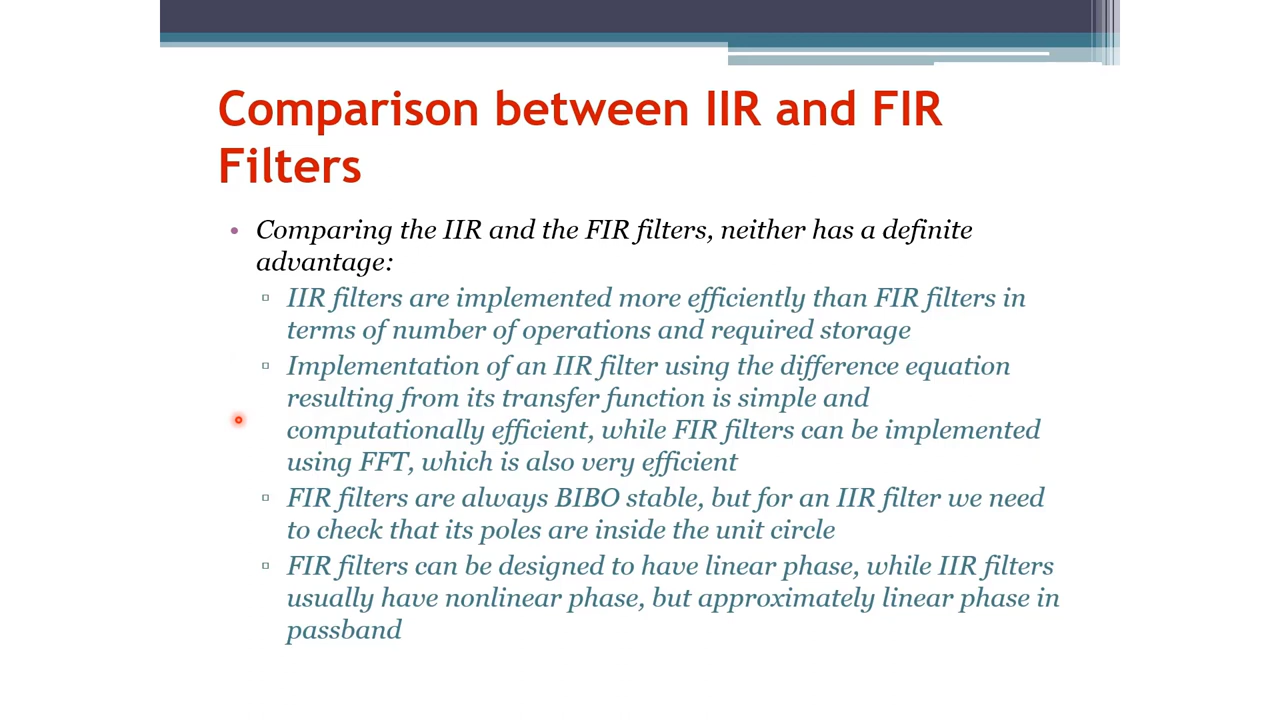 Comparison between IIR and FIR
Filters
• Comparing the IIR and the FIR filters, neither has a definite
advantage:
▫ IIR filters are implemented more efficiently than FIR filters in
terms of number of operations and required storage
▫ Implementation of an IIR filter using the difference equation
resulting from its transfer function is simple and
computationally efficient, while FIR filters can be implemented
using FFT, which is also very efficient
▫ FIR filters are always BIBO stable, but for an IIR filter we need
to check that its poles are inside the unit circle
▫ FIR filters can be designed to have linear phase, while IIR filters
usually have nonlinear phase, but approximately linear phase in
passband